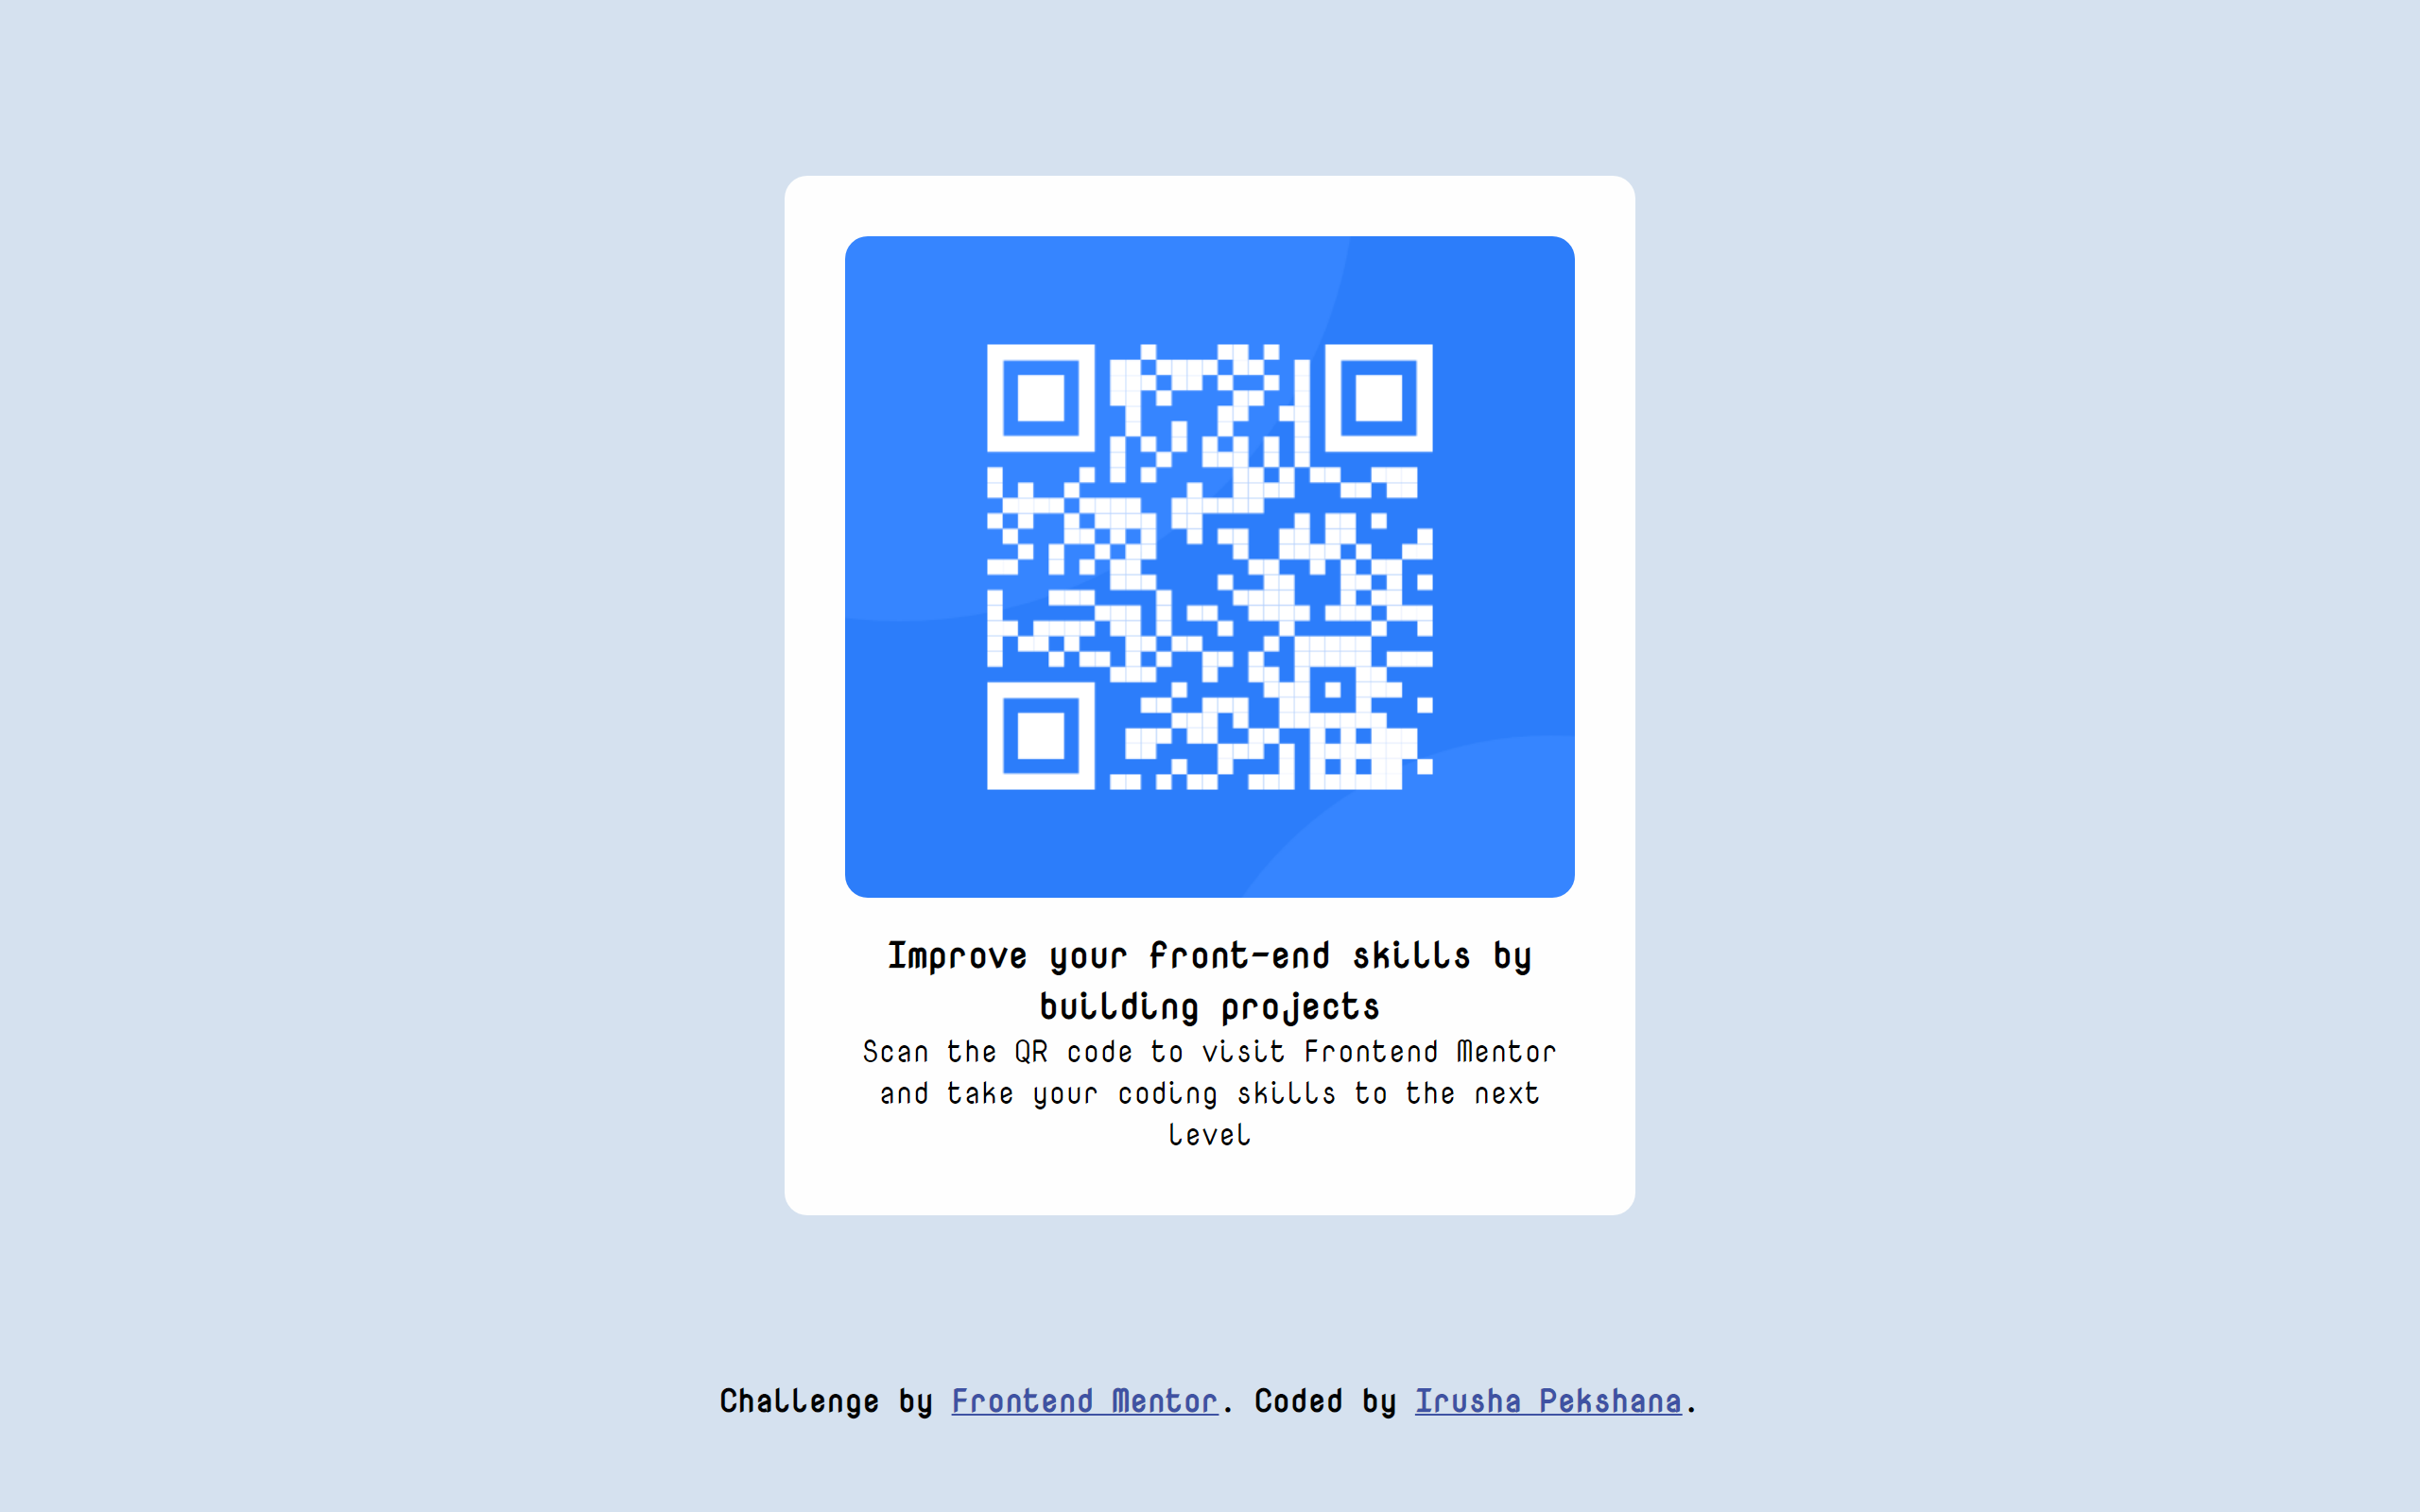 Improve your front-end skills by
building projects
Scan the QR code to visit Frontend Mentor
and take your coding skills to the next
level
Challenge by Frontend Mentor. Coded by Irusha Pekshana.